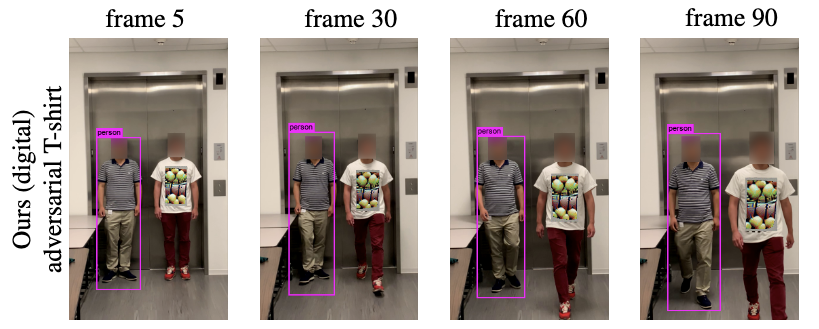 frame 5 frame 30 frame 60 frame 90
Ours (digital)
adversarial T-shirt
person person person person